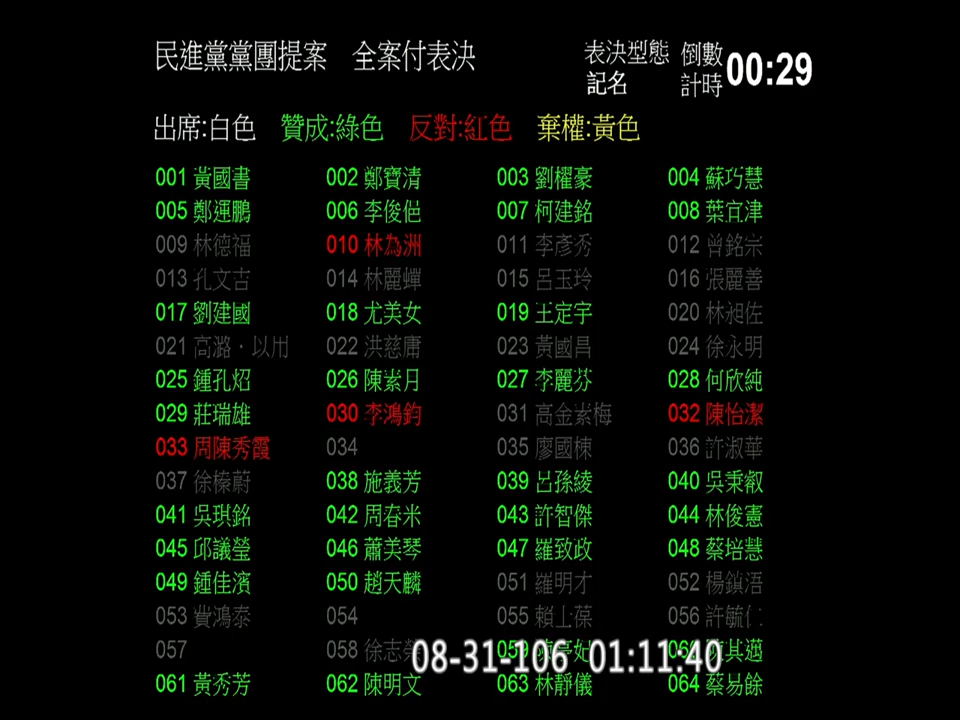 民進黨黨團提案 全案付表決 表決型態 倒數 00:29
記名 計時
出席:白色 贊成:綠色 反對:紅色 棄權:黃色
001 黃國書 002 鄭寶清 003 劉櫂豪 004 蘇巧慧
005 鄭運鵬 006 李俊俋 007 柯建銘 008 葉宜津
009 林德福 010 林為洲 011 李彥秀 012 曾銘宗
013 孔文吉 014 林麗蟬 015 呂玉玲 016 張麗善
017 劉建國 018 尤美女 019 王定宇 020 林昶佐
021 高潞·以用 022 洪慈庸 023 黃國昌 024 徐永明
025 鍾孔炤 026 陳素月 027 李麗芬 028 何欣純
029 莊瑞雄 030 李鴻鈞 031 高金素梅 032 陳怡潔
033 周陳秀霞 034 035 廖國棟 036 許淑華
037 徐榛蔚 038 施義芳 039 呂孫綾 040 吳秉叡
041 吳琪銘 042 周春米 043 許智傑 044 林俊憲
045 邱議瑩 046 蕭美琴 047 羅致政 048 蔡培慧
049 鍾佳濱 050 趙天麟 051 羅明才 052 楊鎮浯
053 費鴻泰 054 055 賴士葆 056 許毓仁
057 058 徐志榮 059 陳亭妃 060 陳其邁
08-31-106 01:11:40
061 黃秀芳 062 陳明文 063 林靜儀 064 蔡易餘